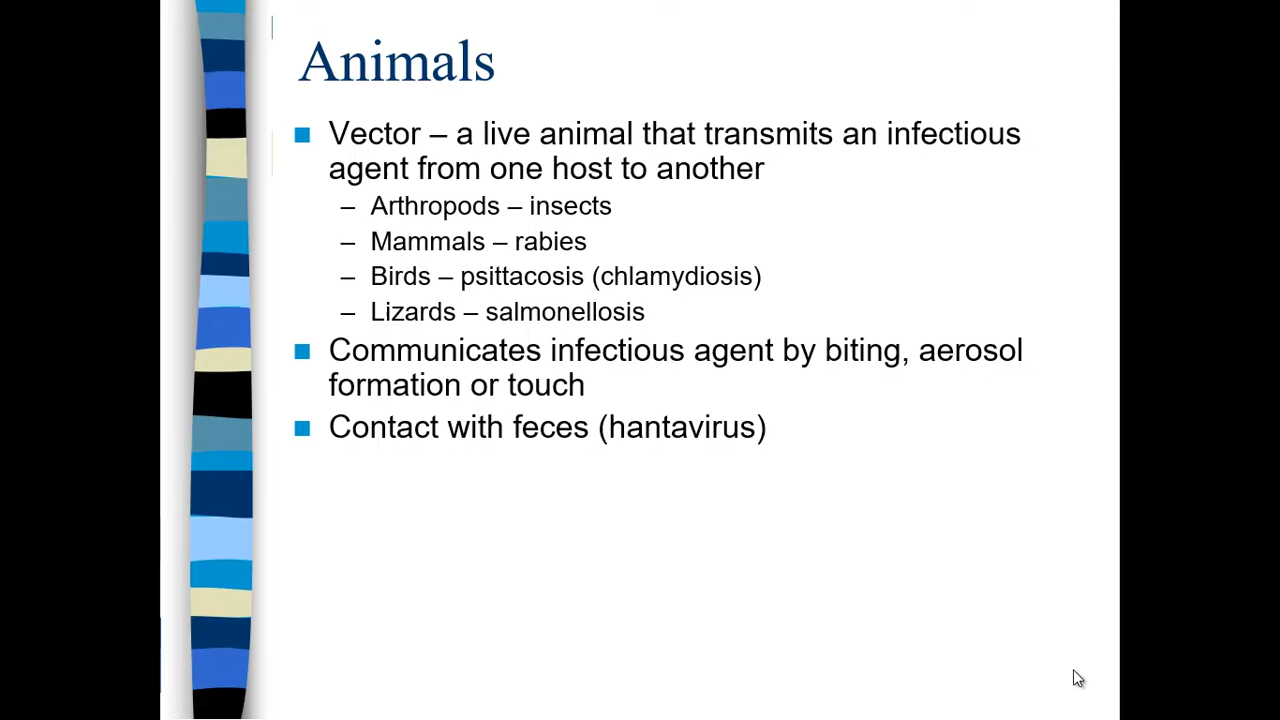 Animals
Vector – a live animal that transmits an infectious
agent from one host to another
– Arthropods – insects
– Mammals – rabies
– Birds – psittacosis (chlamydiosis)
– Lizards – salmonellosis
Communicates infectious agent by biting, aerosol
formation or touch
Contact with feces (hantavirus)